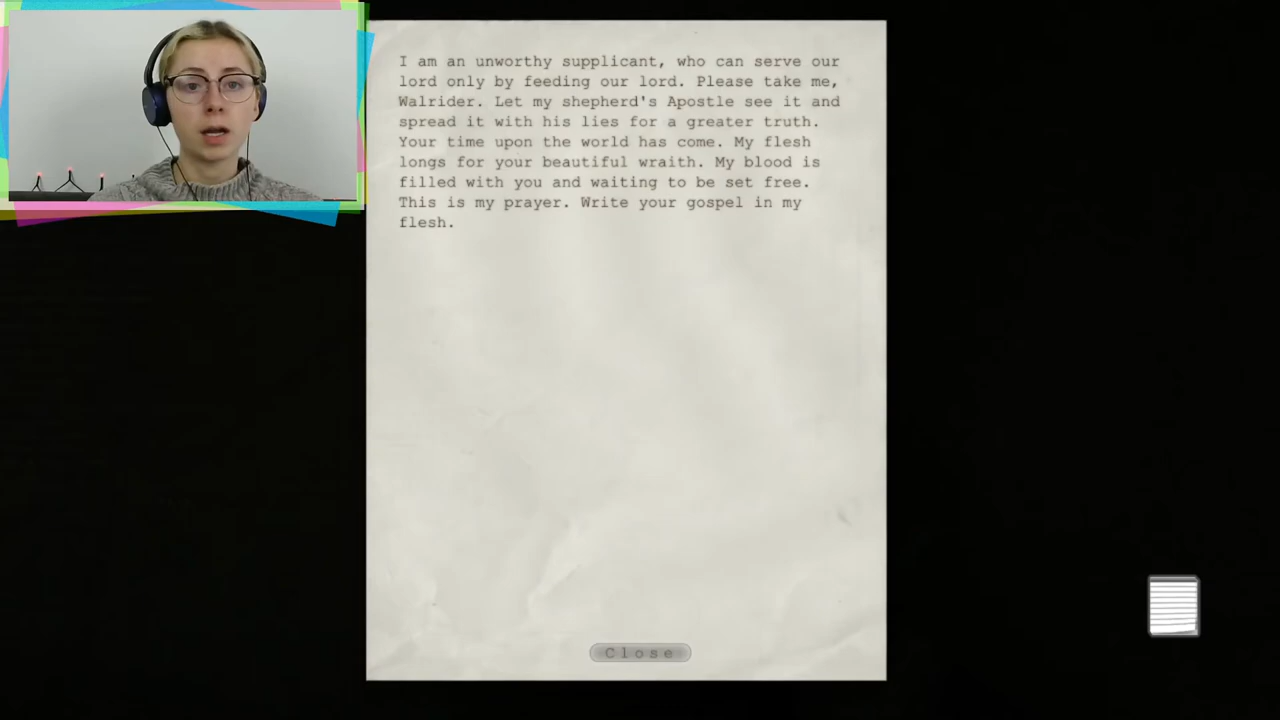 I am an unworthy supplicant, who can serve our
lord only by feeding our lord. Please take me,
Walrider. Let my shepherd's Apostle see it and
spread it with his lies for a greater truth.
Your time upon the world has come. My flesh
longs for your beautiful wraith. My blood is
filled with you and waiting to be set free.
This is my prayer. Write your gospel in my
flesh.
Close